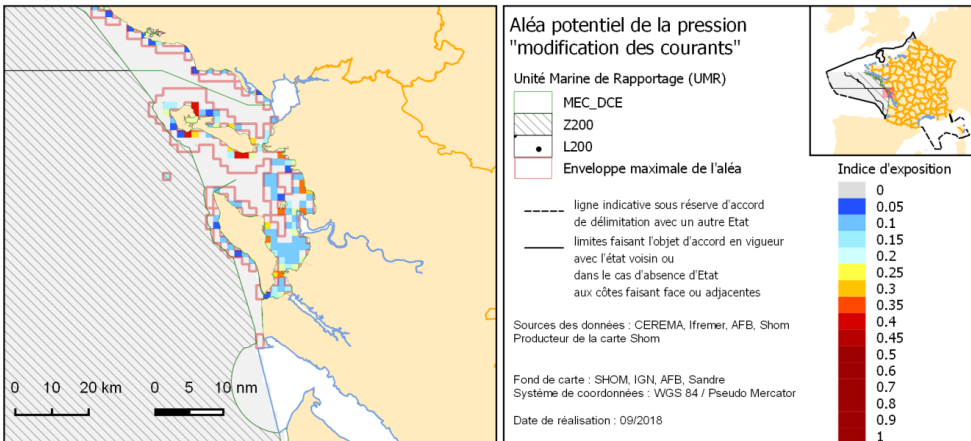 Aléa potentiel de la pression
"modification des courants"
Unité Marine de Rapportage (UMR)
MEC_DCE
Z200
L200
Enveloppe maximale de l'aléa
ligne indicative sous réserve d'accord
de délimitation avec un autre Etat
limites faisant l'objet d'accord en vigueur
avec l'état voisin ou
dans le cas d'absence d'Etat
aux côtes faisant face ou adjacentes
Sources des données : CEREMA, Ifremer, AFB, Shom
Producteur de la carte Shom
Fond de carte : SHOM, IGN, AFB, Sandre
Système de coordonnées : WGS 84 / Pseudo Mercator
Date de réalisation : 09/2018
Indice d'exposition
0
0.05
0.1
0.15
0.2
0.25
0.3
0.35
0.4
0.45
0.5
0.6
0.7
0.8
0.9
1
0 10 20 km
0 5 10 nm